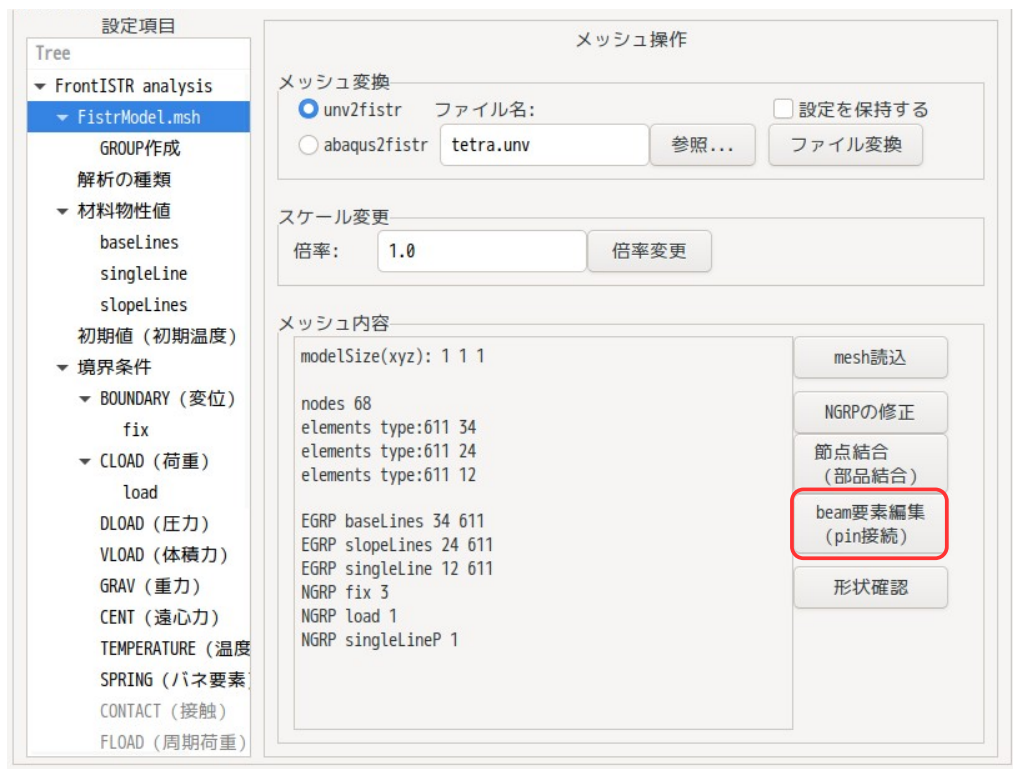 設定項目
Tree
FrontISTR analysis
FistrModel.msh
GROUP作成
解析の種類
材料物性値
baseLines
singleLine
slopeLines
初期値（初期温度）
境界条件
BOUNDARY（変位）
fix
CLOAD（荷重）
load
DLOAD（圧力）
VLOAD（体積力）
GRAV（重力）
CENT（遠心力）
TEMPERATURE（温度
SPRING（バネ要素
CONTACT（接触）
FLOAD（周期荷重）
メッシュ操作
メッシュ変換
unv2fistr ファイル名: 設定を保持する
abaqus2fistr tetra.unv 参照... ファイル変換
スケール変更
倍率: 1.0 倍率変更
メッシュ内容
modelSize(xyz): 1 1 1
nodes 68
elements type:611 34
elements type:611 24
elements type:611 12
EGRP baseLines 34 611
EGRP slopeLines 24 611
EGRP singleLine 12 611
NGRP fix 3
NGRP load 1
NGRP singleLineP 1
mesh読込
NGRPの修正
節点結合
（部品結合）
beam要素編集
(pin接続)
形状確認